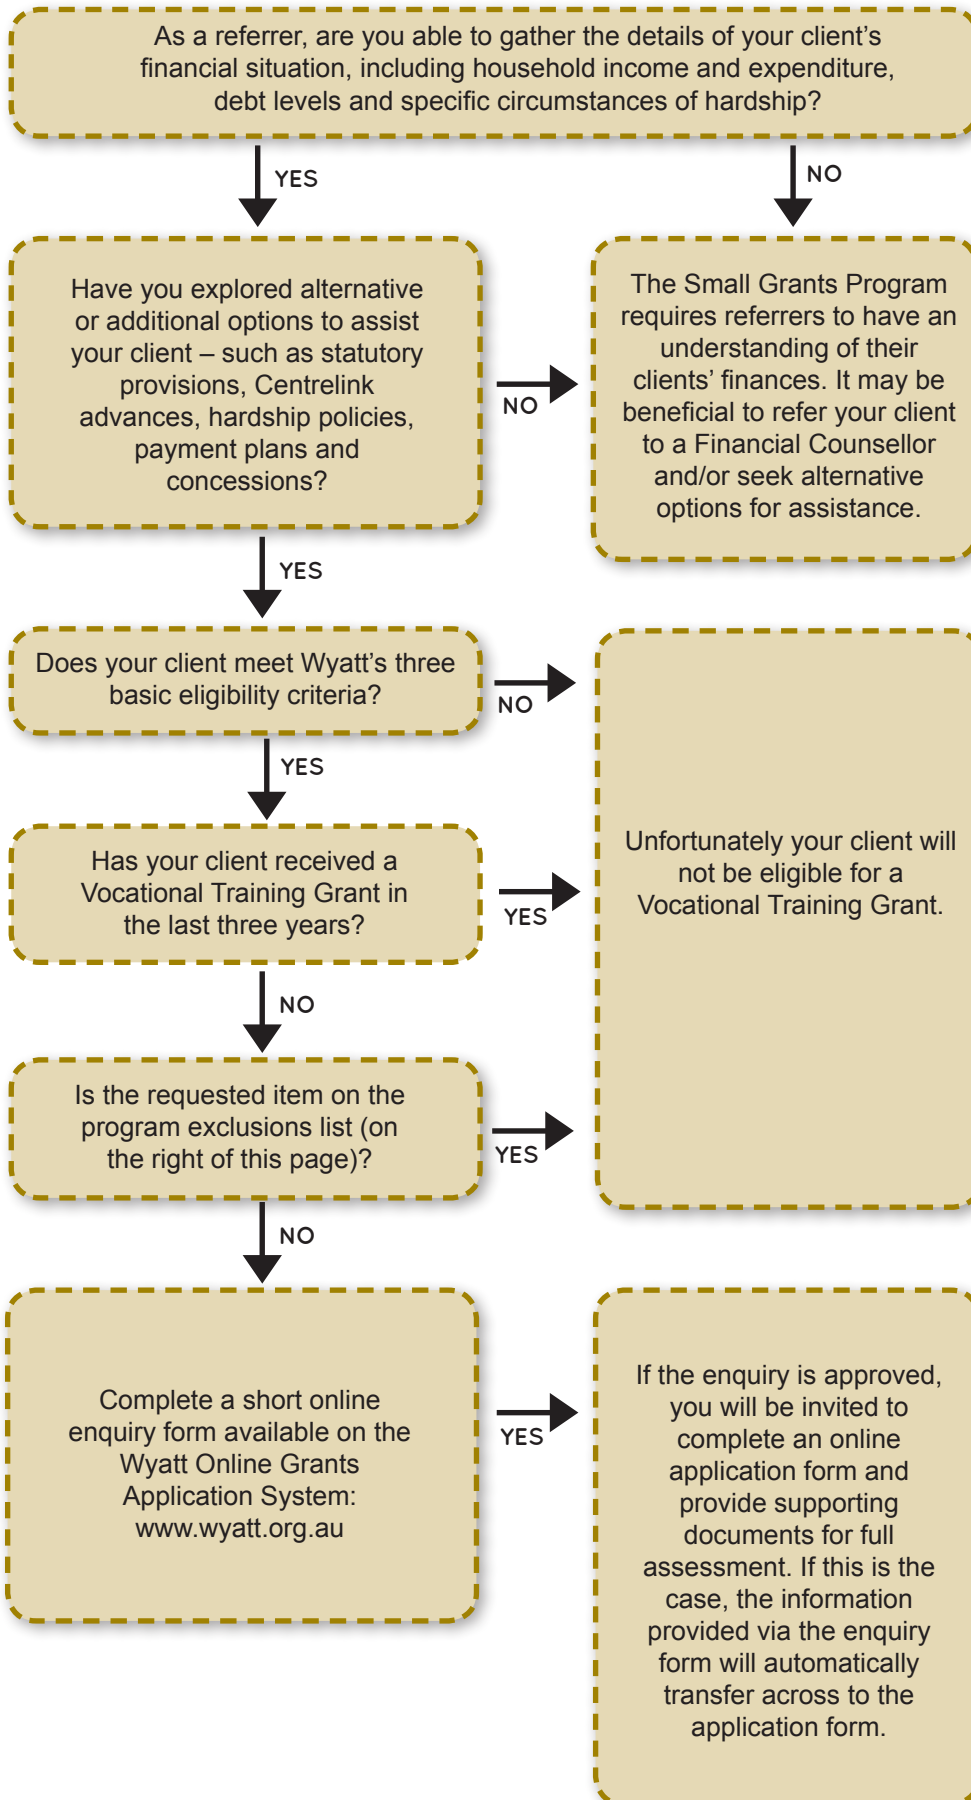 As a referrer, are you able to gather the details of your client’s
financial situation, including household income and expenditure,
debt levels and specific circumstances of hardship?
YES
NO
Have you explored alternative
or additional options to assist
your client – such as statutory
provisions, Centrelink
advances, hardship policies,
payment plans and
concessions?
NO
The Small Grants Program
requires referrers to have an
understanding of their
clients’ finances. It may be
beneficial to refer your client
to a Financial Counsellor
and/or seek alternative
options for assistance.
YES
Does your client meet Wyatt’s three
basic eligibility criteria?
NO
YES
Has your client received a
Vocational Training Grant in
the last three years?
YES
Unfortunately your client will
not be eligible for a
Vocational Training Grant.
NO
Is the requested item on the
program exclusions list (on
the right of this page)?
YES
NO
Complete a short online
enquiry form available on the
Wyatt Online Grants
Application System:
www.wyatt.org.au
YES
If the enquiry is approved,
you will be invited to
complete an online
application form and
provide supporting
documents for full
assessment. If this is the
case, the information
provided via the enquiry
form will automatically
transfer across to the
application form.